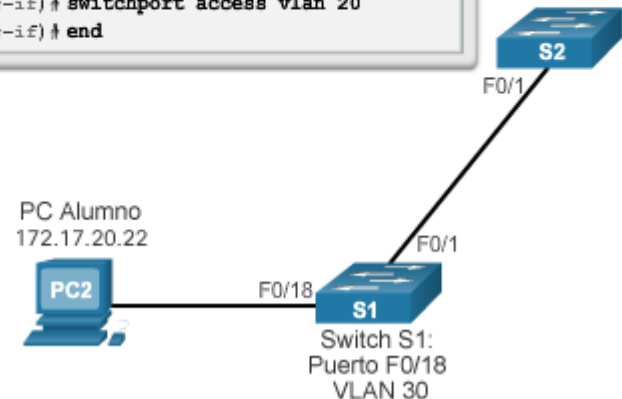 -if)# switchport access vlan 20
-if)# end
S2
F0/1
PC Alumno
172.17.20.22
F0/1
PC2
F0/18
S1
Switch S1:
Puerto F0/18
VLAN 30